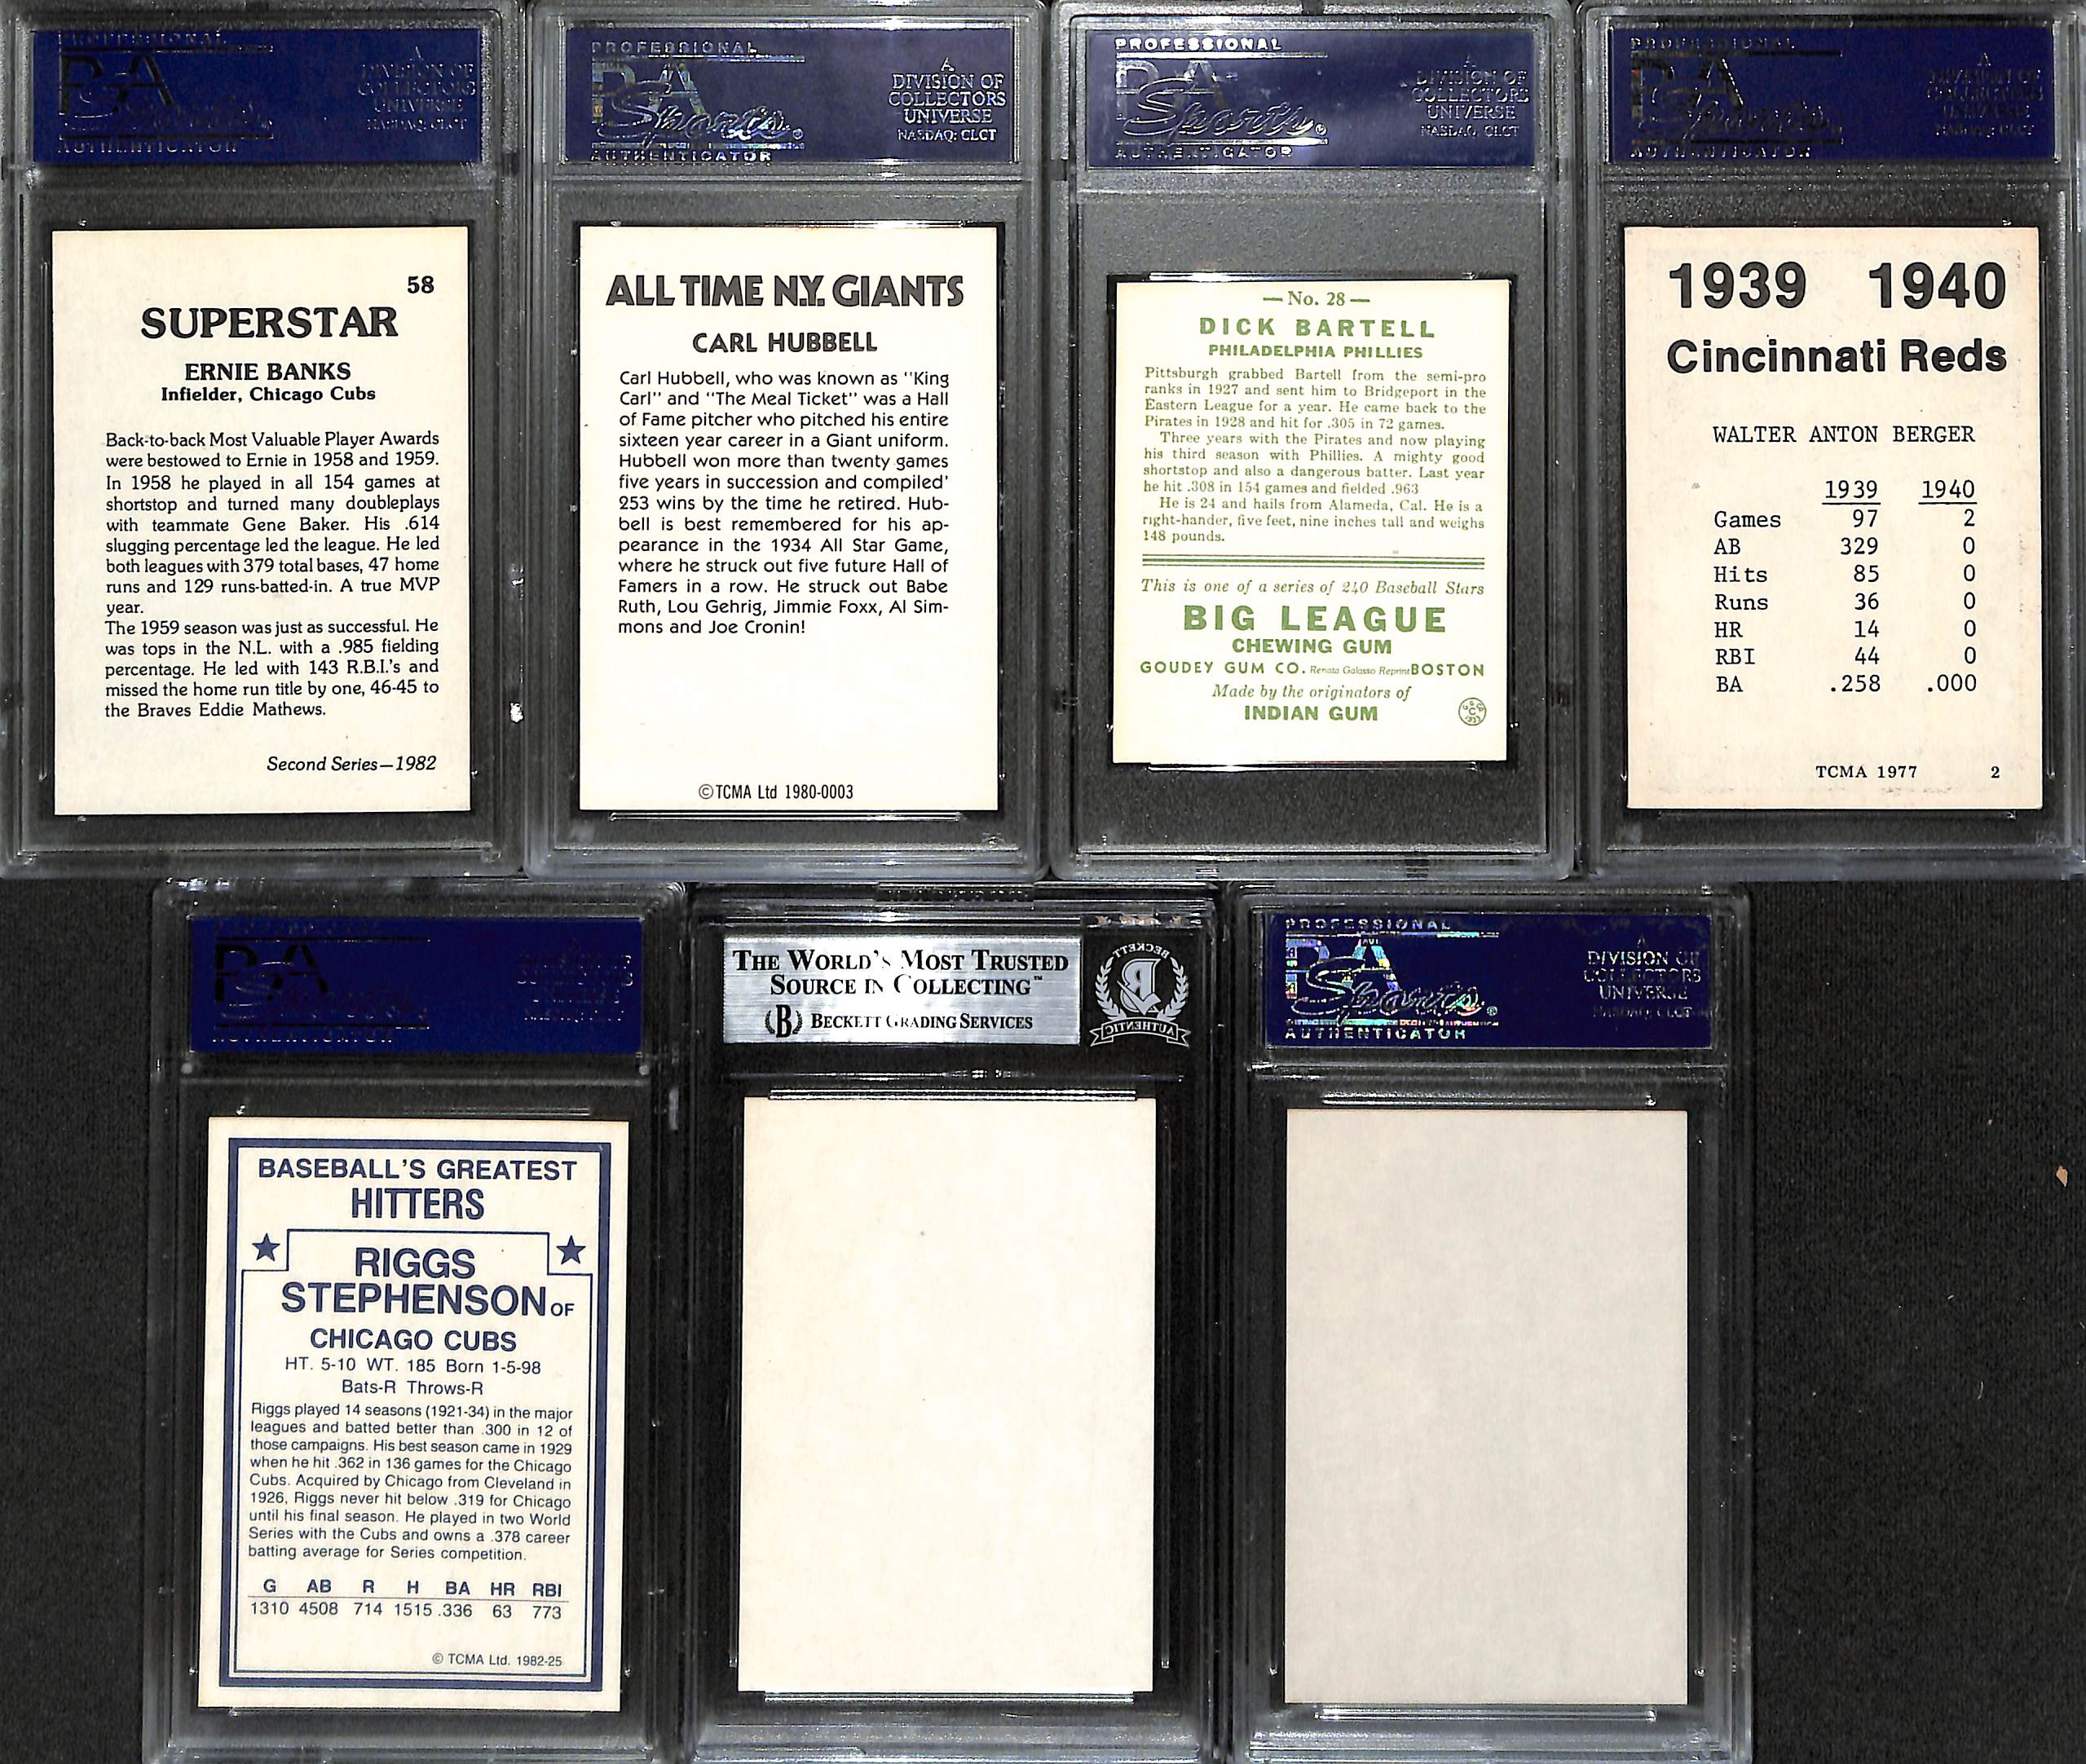 PROFESSIONAL
PSA
Sports
AUTHENTICATOR
A
DIVISION OF
COLLECTORS
UNIVERSE
NASDAQ: CLCT
58
SUPERSTAR
ERNIE BANKS
Infielder, Chicago Cubs
Back-to-back Most Valuable Player Awards
were bestowed to Ernie in 1958 and 1959.
In 1958 he played in all 154 games at
shortstop and turned many doubleplays
with teammate Gene Baker. His .614
slugging percentage led the league. He led
both leagues with 379 total bases, 47 home
runs and 129 runs-batted-in. A true MVP
year.
The 1959 season was just as successful. He
was tops in the N.L. with a .985 fielding
percentage. He led with 143 R.B.I.'s and
missed the home run title by one, 46-45 to
the Braves Eddie Mathews.
Second Series—1982
PROFESSIONAL
PSA
Sports®
AUTHENTICATOR
A
DIVISION OF
COLLECTORS
UNIVERSE
NASDAQ: CLCT
ALL TIME N.Y. GIANTS
CARL HUBBELL
Carl Hubbell, who was known as "King
Carl" and "The Meal Ticket" was a Hall
of Fame pitcher who pitched his entire
sixteen year career in a Giant uniform.
Hubbell won more than twenty games
five years in succession and compiled'
253 wins by the time he retired. Hub-
bell is best remembered for his ap-
pearance in the 1934 All Star Game,
where he struck out five future Hall of
Famers in a row. He struck out Babe
Ruth, Lou Gehrig, Jimmie Foxx, Al Sim-
mons and Joe Cronin!
©TCMA Ltd 1980-0003
PROFESSIONAL
PSA
Sports®
AUTHENTICATOR
A
DIVISION OF
COLLECTORS
UNIVERSE
NASDAQ: CLCT
— No. 28 —
DICK BARTELL
PHILADELPHIA PHILLIES
Pittsburgh grabbed Bartell from the semi-pro
ranks in 1927 and sent him to Bridgeport in the
Eastern League for a year. He came back to the
Pirates in 1928 and hit for .305 in 72 games.
Three years with the Pirates and now playing
his third season with Phillies. A mighty good
shortstop and also a dangerous batter. Last year
he hit .308 in 154 games and fielded .963
He is 24 and hails from Alameda, Cal. He is a
right-hander, five feet, nine inches tall and weighs
148 pounds.
This is one of a series of 240 Baseball Stars
BIG LEAGUE
CHEWING GUM
GOUDEY GUM CO. Renata Galasso Reprint BOSTON
Made by the originators of
INDIAN GUM
PROFESSIONAL
PSA
Sports
AUTHENTICATOR
A
DIVISION OF
COLLECTORS
UNIVERSE
NASDAQ: CLCT
1939 1940
Cincinnati Reds
WALTER ANTON BERGER
1939 1940
Games 97 2
AB 329 0
Hits 85 0
Runs 36 0
HR 14 0
RBI 44 0
BA .258 .000
TCMA 1977 2
PSA
Sports
AUTHENTICATOR
BASEBALL'S GREATEST
HITTERS
RIGGS
STEPHENSON OF
CHICAGO CUBS
HT. 5-10 WT. 185 Born 1-5-98
Bats-R Throws-R
Riggs played 14 seasons (1921-34) in the major
leagues and batted better than .300 in 12 of
those campaigns. His best season came in 1929
when he hit .362 in 136 games for the Chicago
Cubs. Acquired by Chicago from Cleveland in
1926, Riggs never hit below .319 for Chicago
until his final season. He played in two World
Series with the Cubs and owns a .378 career
batting average for Series competition.
G AB R H BA HR RBI
1310 4508 714 1515 .336 63 773
© TCMA Ltd. 1982-25
THE WORLD'S MOST TRUSTED
SOURCE IN COLLECTING™
B BECKETT GRADING SERVICES
BECKETT
B
AUTHENTIC
PROFESSIONAL
PSA
Sports®
AUTHENTICATOR
A
DIVISION OF
COLLECTORS
UNIVERSE
NASDAQ: CLCT